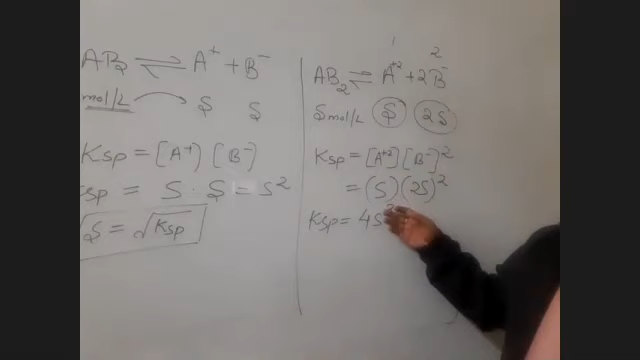 AB₂ ⇌ A⁺ + B⁻
mol/L → S S
Ksp = [A⁺] [B⁻]
Ksp = S · S = S²
S = √Ksp
1 2
AB₂ ⇌ A⁺² + 2B⁻
S mol/L S 2S
Ksp = [A⁺²] [B⁻]²
= (S) (2S)²
Ksp = 4S